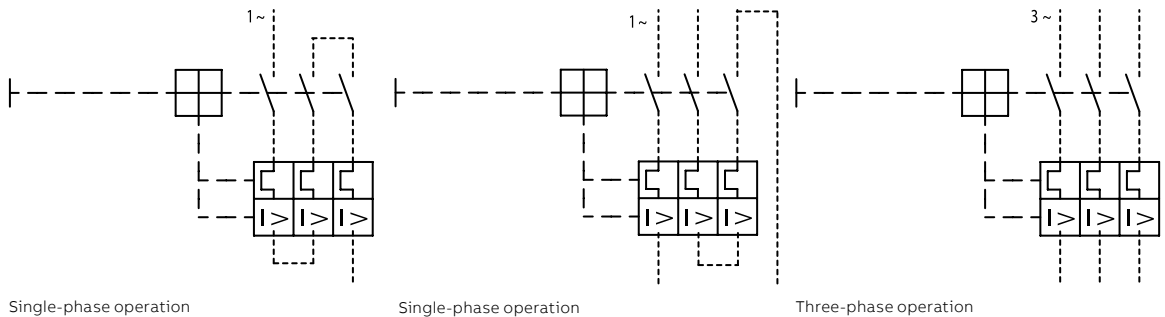 1~
1~
3~
I> I> I>
I> I> I>
I> I> I>
Single-phase operation
Single-phase operation
Three-phase operation